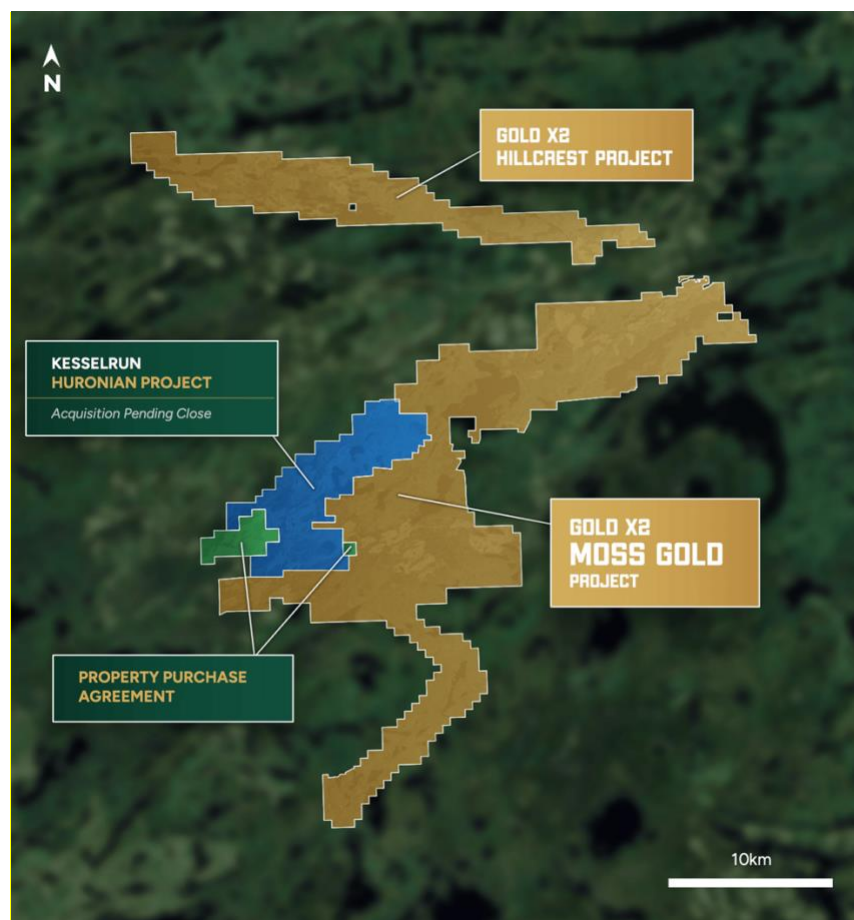 N
GOLD X2
HILLCREST PROJECT
KESSELRUN
HURONIAN PROJECT
Acquisition Pending Close
GOLD X2
MOSS GOLD
PROJECT
PROPERTY PURCHASE
AGREEMENT
10km